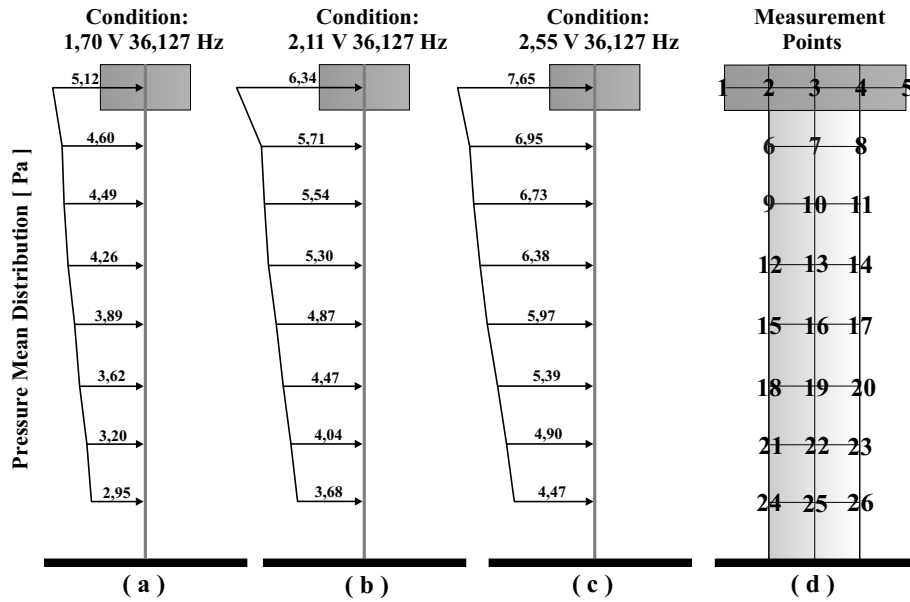 Condition:
1,70 V 36,127 Hz
Condition:
2,11 V 36,127 Hz
Condition:
2,55 V 36,127 Hz
Measurement
Points
Pressure Mean Distribution [ Pa ]
5,12
4,60
4,49
4,26
3,89
3,62
3,20
2,95
6,34
5,71
5,54
5,30
4,87
4,47
4,04
3,68
7,65
6,95
6,73
6,38
5,97
5,39
4,90
4,47
1 2 3 4 5
6 7 8
9 10 11
12 13 14
15 16 17
18 19 20
21 22 23
24 25 26
( a )
( b )
( c )
( d )